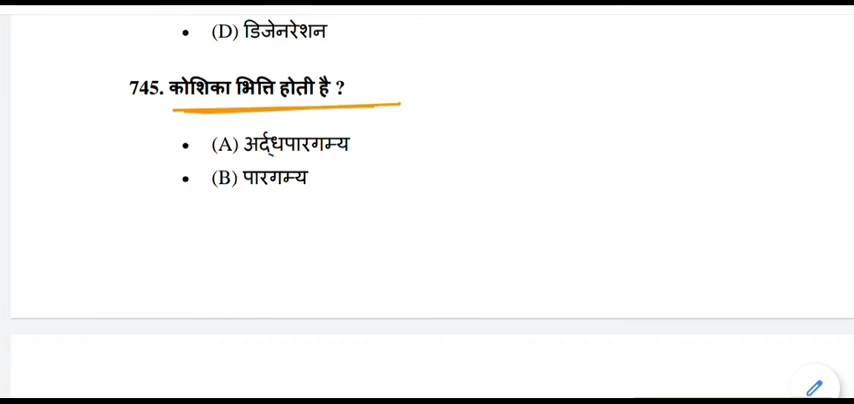 (D) डिजेनरेशन
745. कोशिका भित्ति होती है ?
(A) अर्द्धपारगम्य
(B) पारगम्य